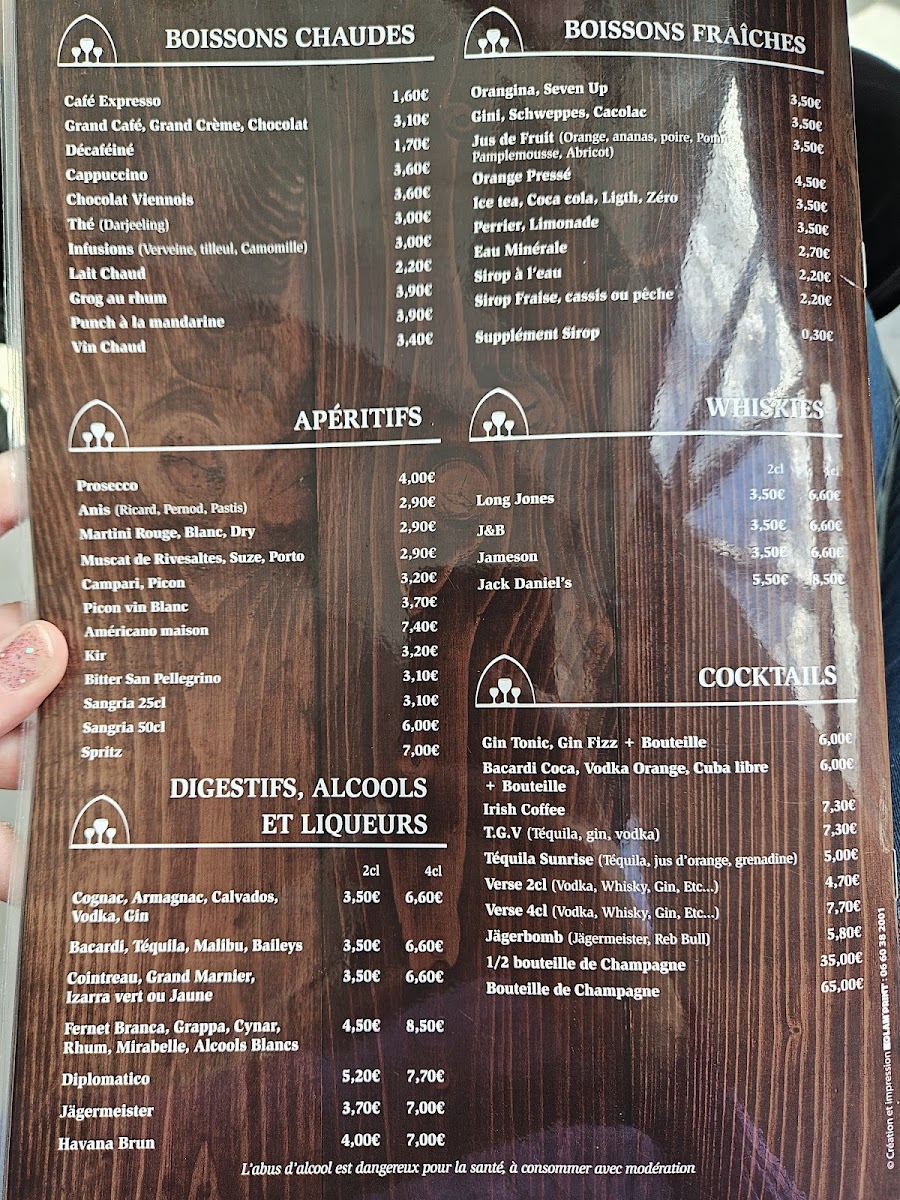 BOISSONS CHAUDES
Café Expresso 1,60€
Grand Café, Grand Crème, Chocolat 3,10€
Décaféiné 1,70€
Cappuccino 3,60€
Chocolat Viennois 3,60€
Thé (Darjeeling) 3,00€
Infusions (Verveine, tilleul, Camomille) 3,00€
Lait Chaud 2,20€
Grog au rhum 3,90€
Punch à la mandarine 3,90€
Vin Chaud 3,40€
BOISSONS FRAÎCHES
Orangina, Seven Up 3,50€
Gini, Schweppes, Cacolac 3,50€
Jus de Fruit (Orange, ananas, poire, 3,50€
Pamplemousse, Abricot)
Orange Pressé 4,50€
Ice tea, Coca cola, Ligth, Zéro 3,50€
Perrier, Limonade 3,50€
Eau Minérale 2,70€
Sirop à l'eau 2,20€
Sirop Fraise, cassis ou pêche 2,20€
Supplément Sirop 0,30€
APÉRITIFS
Prosecco 4,00€
Anis (Ricard, Pernod, Pastis) 2,90€
Martini Rouge, Blanc, Dry 2,90€
Muscat de Rivesaltes, Suze, Porto 2,90€
Campari, Picon 3,20€
Picon vin Blanc 3,70€
Américano maison 7,40€
Kir 3,20€
Bitter San Pellegrino 3,10€
Sangria 25cl 3,10€
Sangria 50cl 6,00€
Spritz 7,00€
WHISKIES
2cl 4cl
Long Jones 3,50€ 6,60€
J&B 3,50€ 6,60€
Jameson 3,50€ 6,60€
Jack Daniel's 5,50€ 8,50€
COCKTAILS
Gin Tonic, Gin Fizz + Bouteille 6,00€
Bacardi Coca, Vodka Orange, Cuba libre 6,00€
+ Bouteille
Irish Coffee 7,30€
T.G.V (Téquila, gin, vodka) 7,30€
Téquila Sunrise (Téquila, jus d'orange, grenadine) 5,00€
Verse 2cl (Vodka, Whisky, Gin, Etc...) 4,70€
Verse 4cl (Vodka, Whisky, Gin, Etc...) 7,70€
Jägerbomb (Jägermeister, Reb Bull) 5,80€
1/2 bouteille de Champagne 35,00€
Bouteille de Champagne 65,00€
DIGESTIFS, ALCOOLS
ET LIQUEURS
2cl 4cl
Cognac, Armagnac, Calvados, 3,50€ 6,60€
Vodka, Gin
Bacardi, Téquila, Malibu, Baileys 3,50€ 6,60€
Cointreau, Grand Marnier, 3,50€ 6,60€
Izarra vert ou Jaune
Fernet Branca, Grappa, Cynar, 4,50€ 8,50€
Rhum, Mirabelle, Alcools Blancs
Diplomatico 5,20€ 7,70€
Jägermeister 3,70€ 7,00€
Havana Brun 4,00€ 7,00€
L'abus d'alcool est dangereux pour la santé, à consommer avec modération
© Création et impression PRINT : 06 60 38 2001